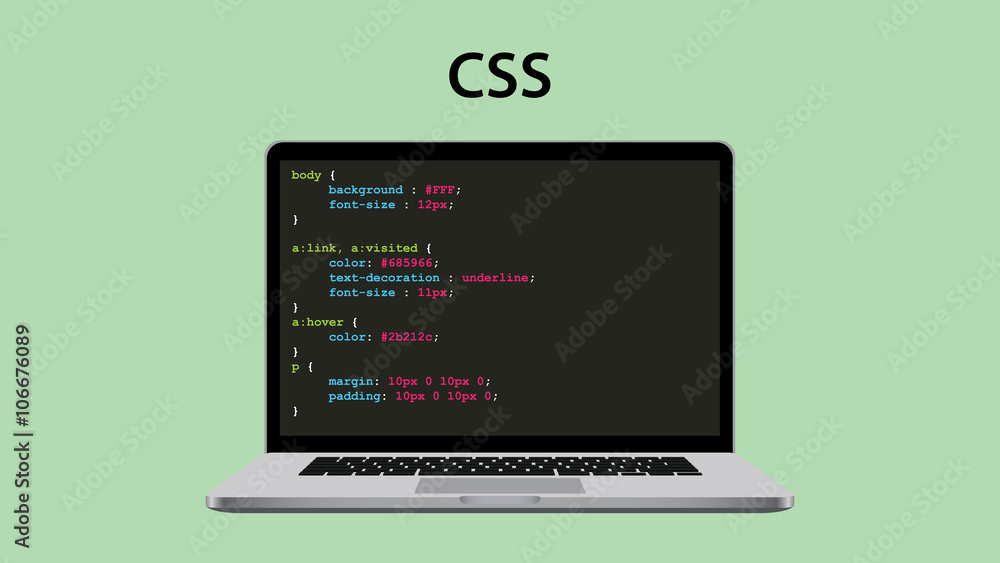 CSS
body {
background : #FFF;
font-size : 12px;
}
a:link, a:visited {
color: #685966;
text-decoration : underline;
font-size : 11px;
}
a:hover {
color: #2b212c;
}
p {
margin: 10px 0 10px 0;
padding: 10px 0 10px 0;
}
Adobe Stock | #106676089
Adobe Stock